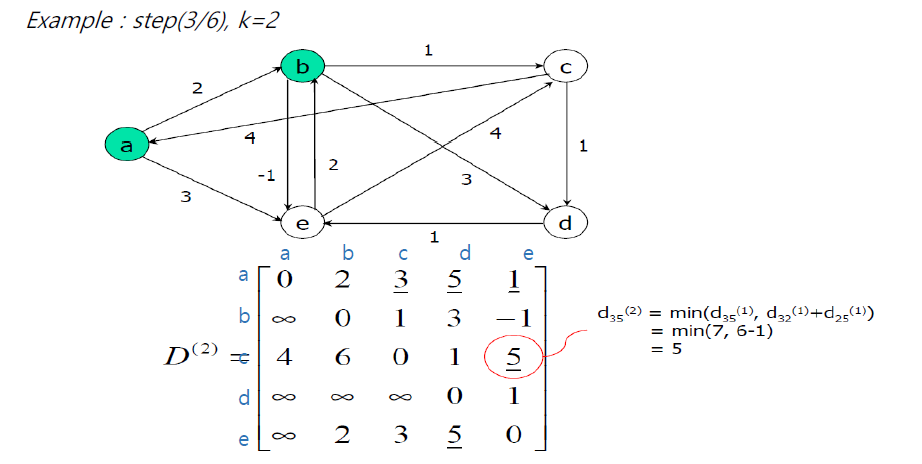 Example : step(3/6), k=2
1
b
c
2
4
4
a
1
-1
2
3
3
e
d
1
a b c d e
a 0 2 3 5 1
b ∞ 0 1 3 −1
D(2) = c 4 6 0 1 5
d ∞ ∞ ∞ 0 1
e ∞ 2 3 5 0
d35(2) = min(d35(1), d32(1)+d25(1))
= min(7, 6-1)
= 5